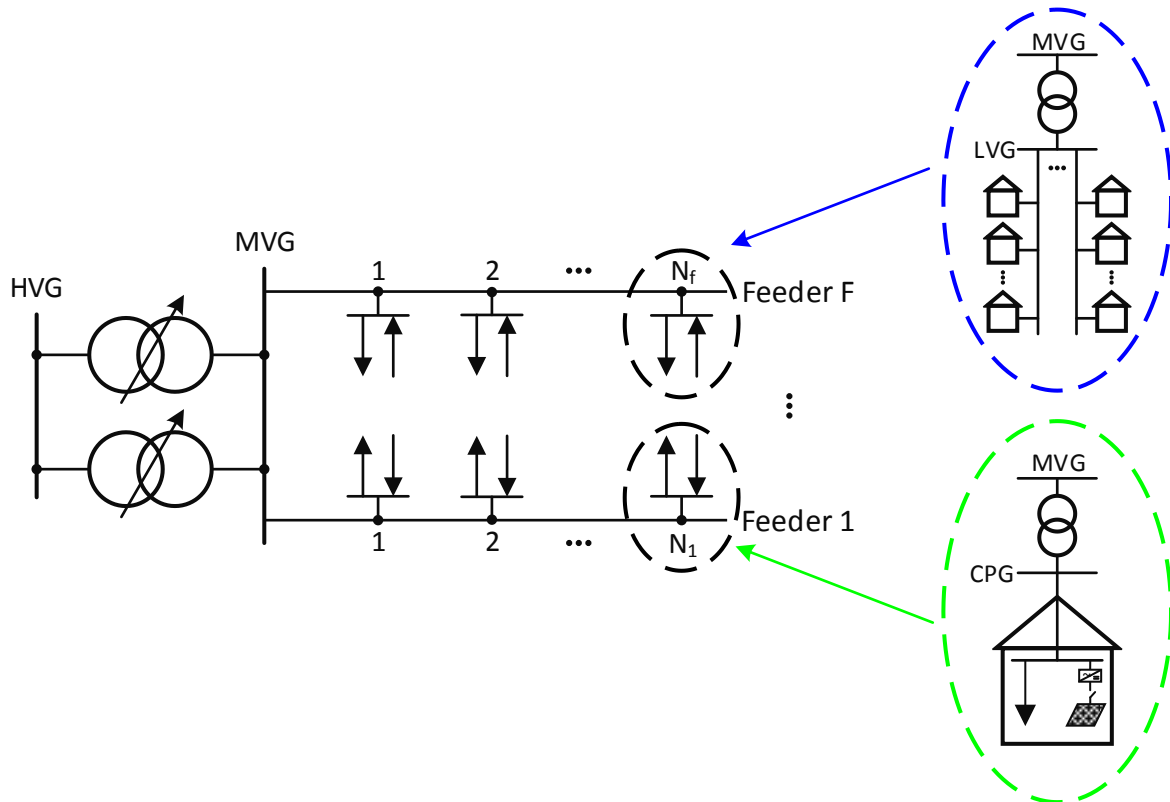 MVG
LVG
...
MVG
HVG
1
2
...
N_f
Feeder F
...
1
2
...
N_1
Feeder 1
MVG
CPG